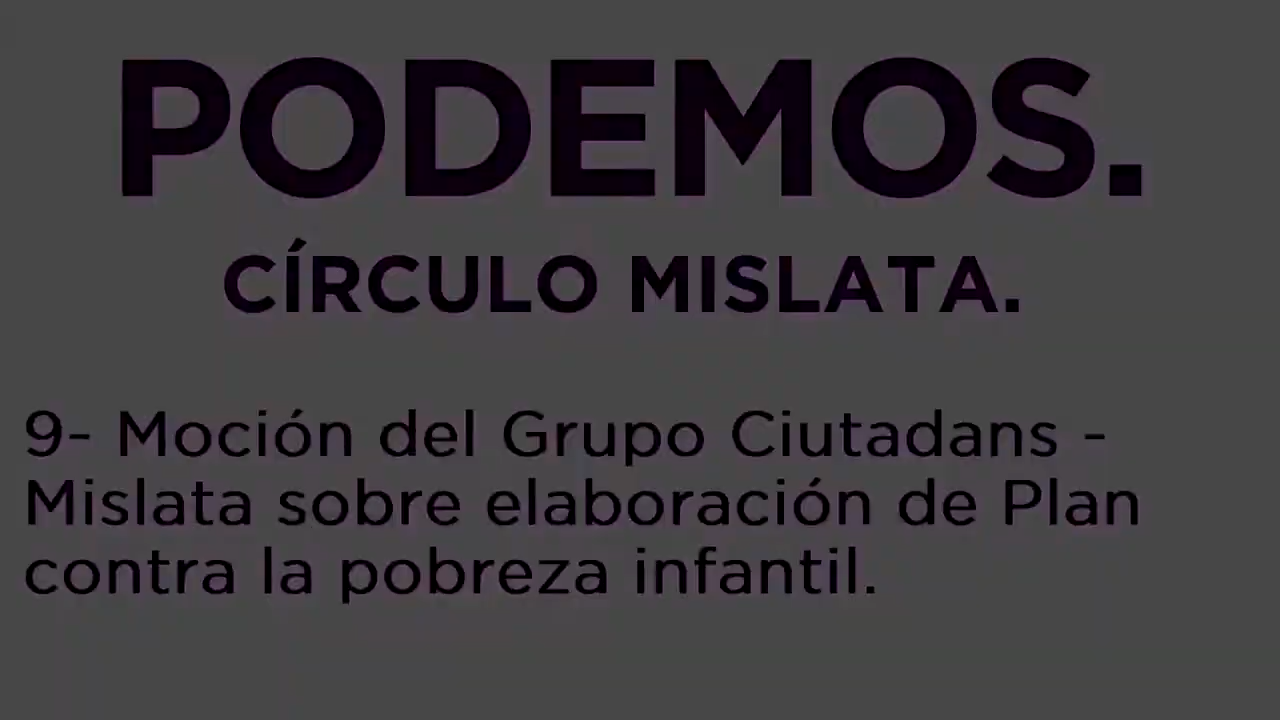 PODEMOS.
CÍRCULO MISLATA.
9- Moción del Grupo Ciutadans -
Mislata sobre elaboración de Plan
contra la pobreza infantil.